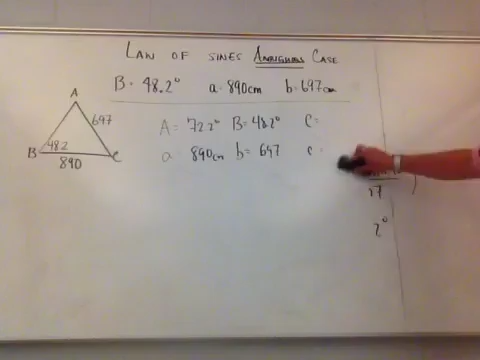 LAW OF SINES AMBIGUOUS CASE
B = 48.2° a = 890cm b = 697cm
A
697
B 48.2 C
890
A = 72.2° B = 48.2° C =
a 890cm b = 697 c =
17
2°